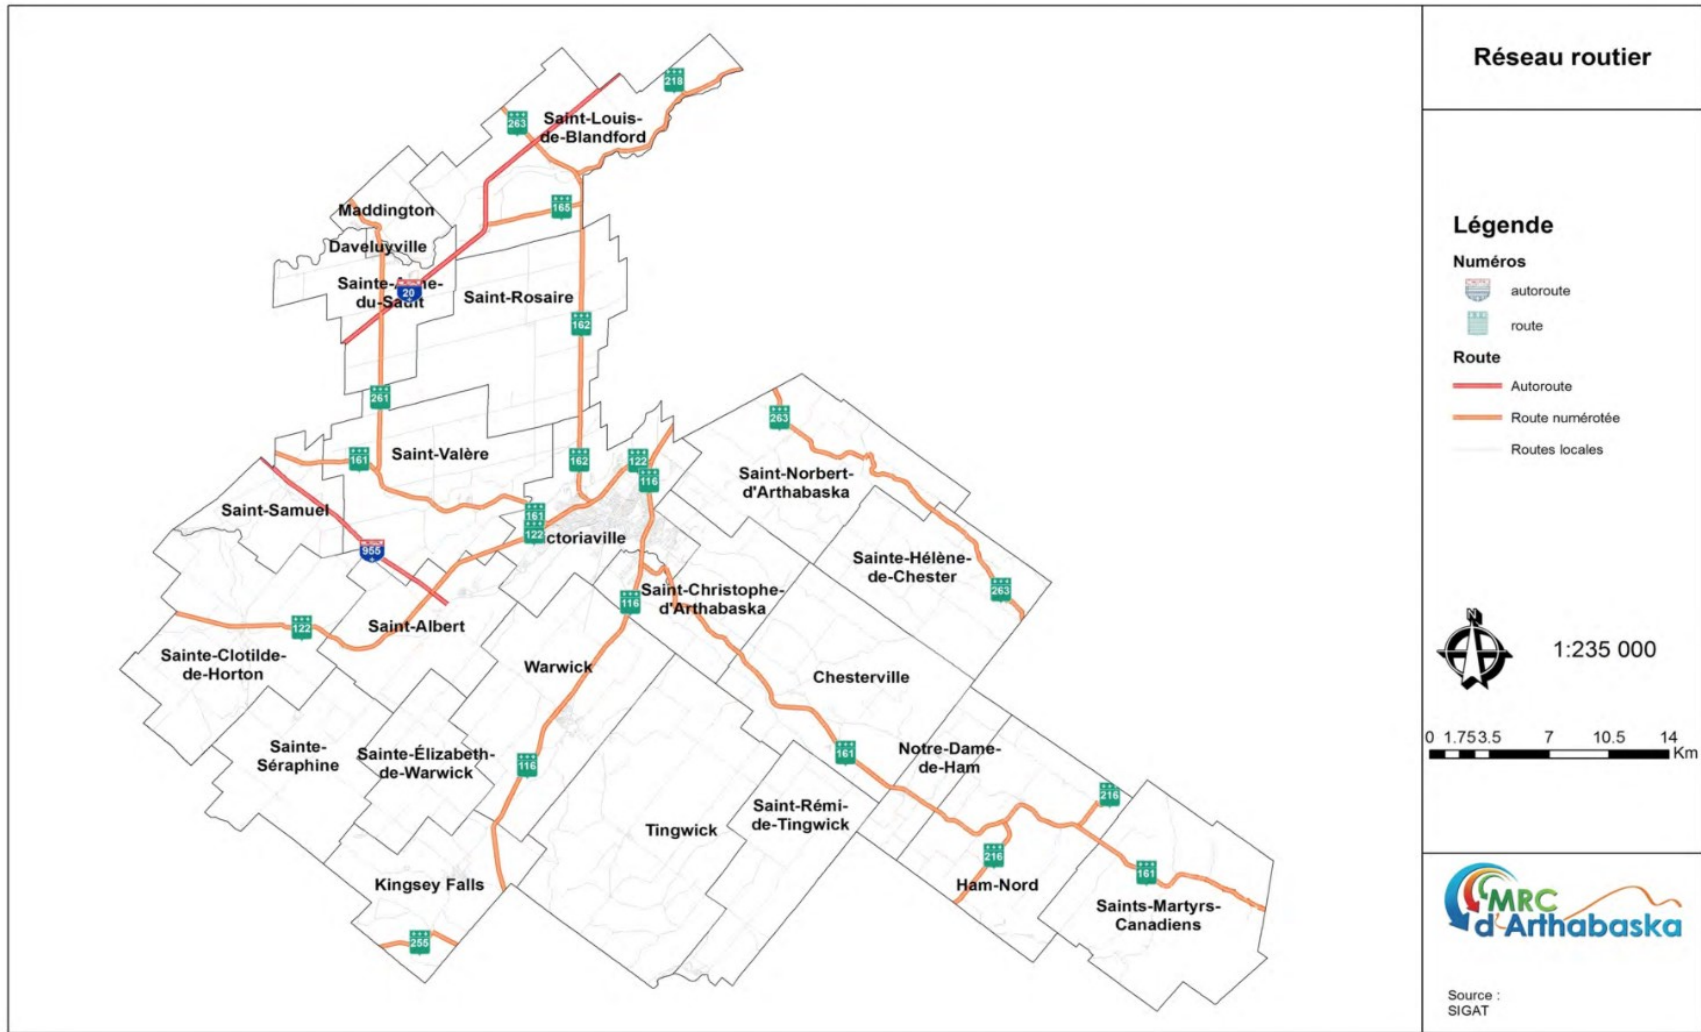 Réseau routier
218
263
Saint-Louis-
de-Blandford
165
Maddington
Daveluyville
20
du-Sault
Saint-Rosaire
162
261
Saint-Valère
161
162
122
116
263
Saint-Norbert-
d'Arthabaska
Saint-Samuel
161
122
ctoriaville
955
Sainte-Hélène-
de-Chester
263
Saint-Christophe-
d'Arthabaska
116
122
Saint-Albert
Sainte-Clotilde-
de-Horton
Warwick
Chesterville
Sainte-
Séraphine
Sainte-Élizabeth-
de-Warwick
116
161
Notre-Dame-
de-Ham
216
Saint-Rémi-
de-Tingwick
Tingwick
216
Ham-Nord
161
Kingsey Falls
Saints-Martyrs-
Canadiens
255
Légende
Numéros
autoroute
route
Route
Autoroute
Route numérotée
Routes locales
N
1:235 000
0 1.75 3.5 7 10.5 14
Km
MRC
d'Arthabaska
Source :
SIGAT